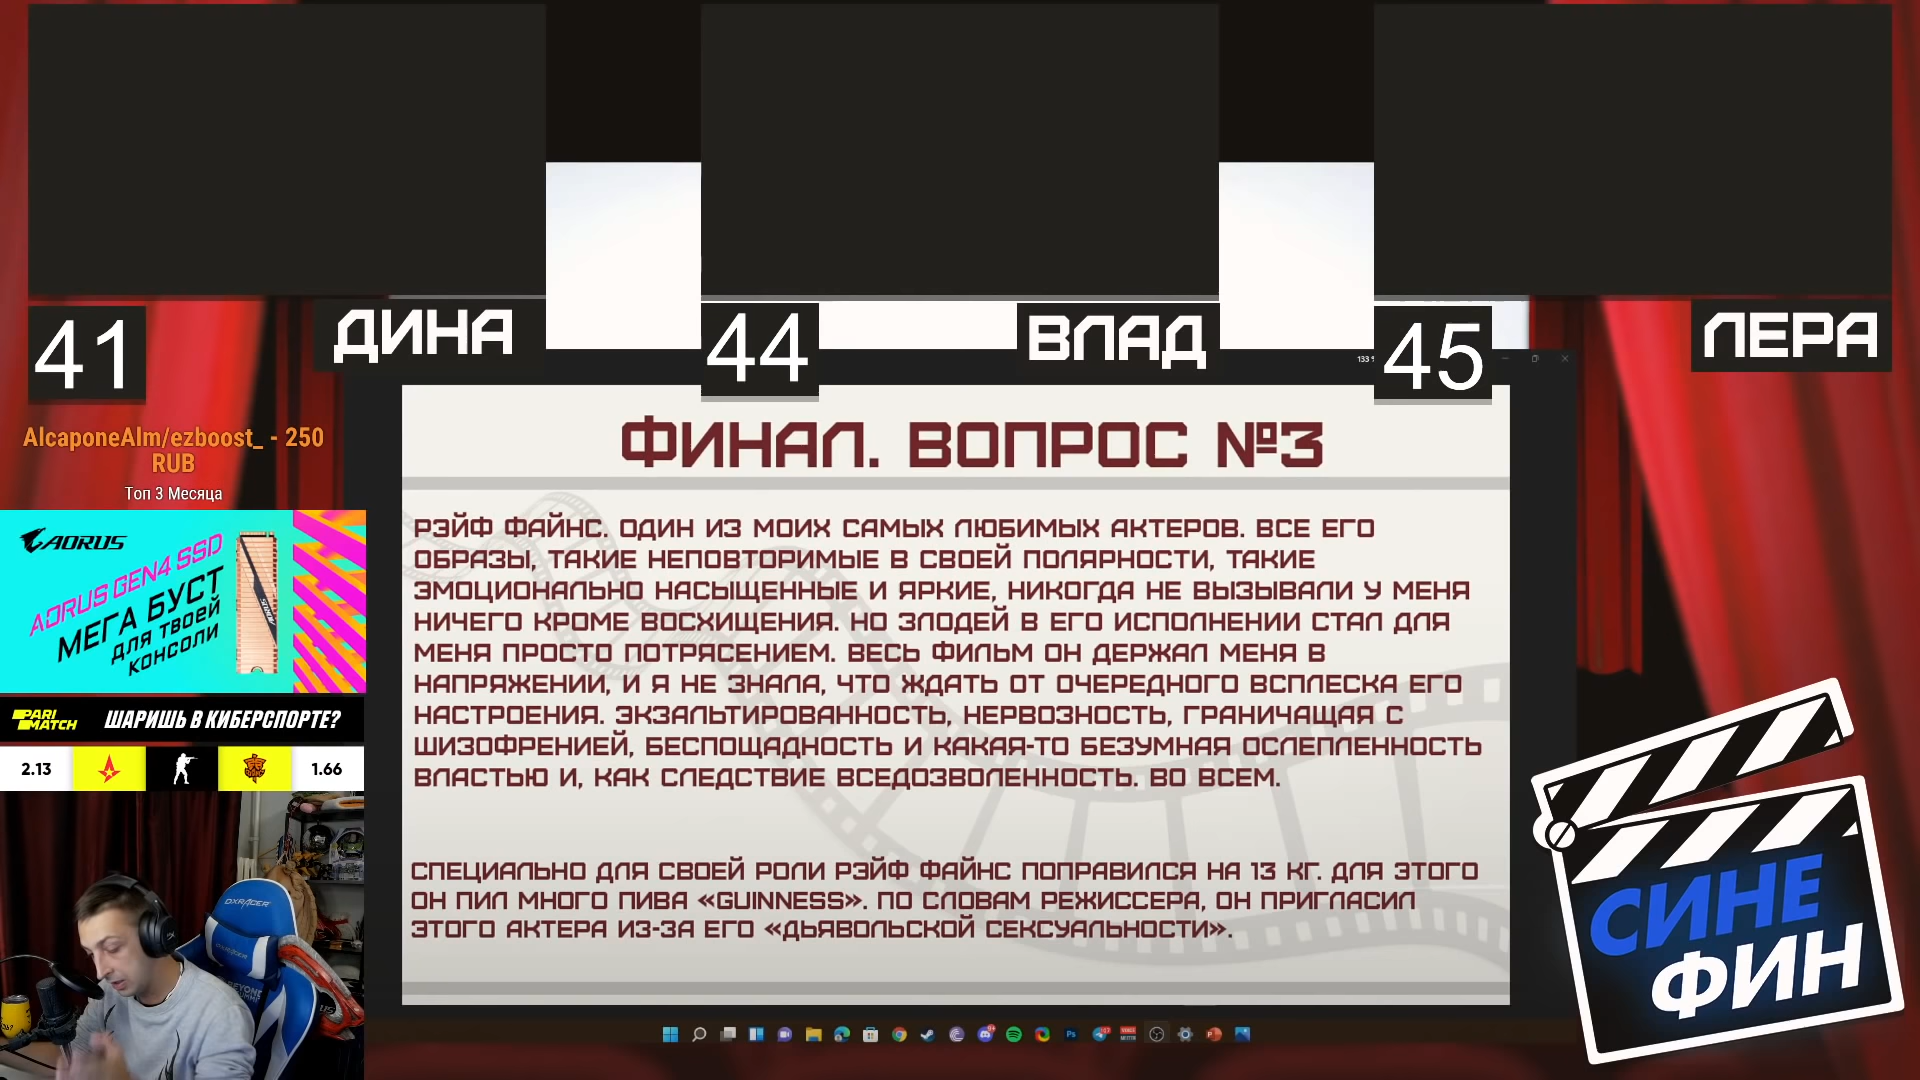 41
ДИНА
44
ВЛАД
45
ЛЕРА
133 %
AlcaponeAlm/ezboost_ - 250
RUB
Топ 3 Месяца
AORUS
AORUS GEN4 SSD
МЕГА БУСТ
ДЛЯ ТВОЕЙ
КОНСОЛИ
PARI MATCH
ШАРИШЬ В КИБЕРСПОРТЕ?
2.13
1.66
DXRACER
ФИНАЛ. ВОПРОС №3
РЭЙФ ФАЙНС. ОДИН ИЗ МОИХ САМЫХ ЛЮБИМЫХ АКТЕРОВ. ВСЕ ЕГО
ОБРАЗЫ, ТАКИЕ НЕПОВТОРИМЫЕ В СВОЕЙ ПОЛЯРНОСТИ, ТАКИЕ
ЭМОЦИОНАЛЬНО НАСЫЩЕННЫЕ И ЯРКИЕ, НИКОГДА НЕ ВЫЗЫВАЛИ У МЕНЯ
НИЧЕГО КРОМЕ ВОСХИЩЕНИЯ. НО ЗЛОДЕЙ В ЕГО ИСПОЛНЕНИИ СТАЛ ДЛЯ
МЕНЯ ПРОСТО ПОТРЯСЕНИЕМ. ВЕСЬ ФИЛЬМ ОН ДЕРЖАЛ МЕНЯ В
НАПРЯЖЕНИИ, И Я НЕ ЗНАЛА, ЧТО ЖДАТЬ ОТ ОЧЕРЕДНОГО ВСПЛЕСКА ЕГО
НАСТРОЕНИЯ. ЭКЗАЛЬТИРОВАННОСТЬ, НЕРВОЗНОСТЬ, ГРАНИЧАЩАЯ С
ШИЗОФРЕНИЕЙ, БЕСПОЩАДНОСТЬ И КАКАЯ-ТО БЕЗУМНАЯ ОСЛЕПЛЕННОСТЬ
ВЛАСТЬЮ И, КАК СЛЕДСТВИЕ ВСЕДОЗВОЛЕННОСТЬ. ВО ВСЕМ.
СПЕЦИАЛЬНО ДЛЯ СВОЕЙ РОЛИ РЭЙФ ФАЙНС ПОПРАВИЛСЯ НА 13 КГ. ДЛЯ ЭТОГО
ОН ПИЛ МНОГО ПИВА «GUINNESS». ПО СЛОВАМ РЕЖИССЕРА, ОН ПРИГЛАСИЛ
ЭТОГО АКТЕРА ИЗ-ЗА ЕГО «ДЬЯВОЛЬСКОЙ СЕКСУАЛЬНОСТИ».
СИНЕ
ФИН